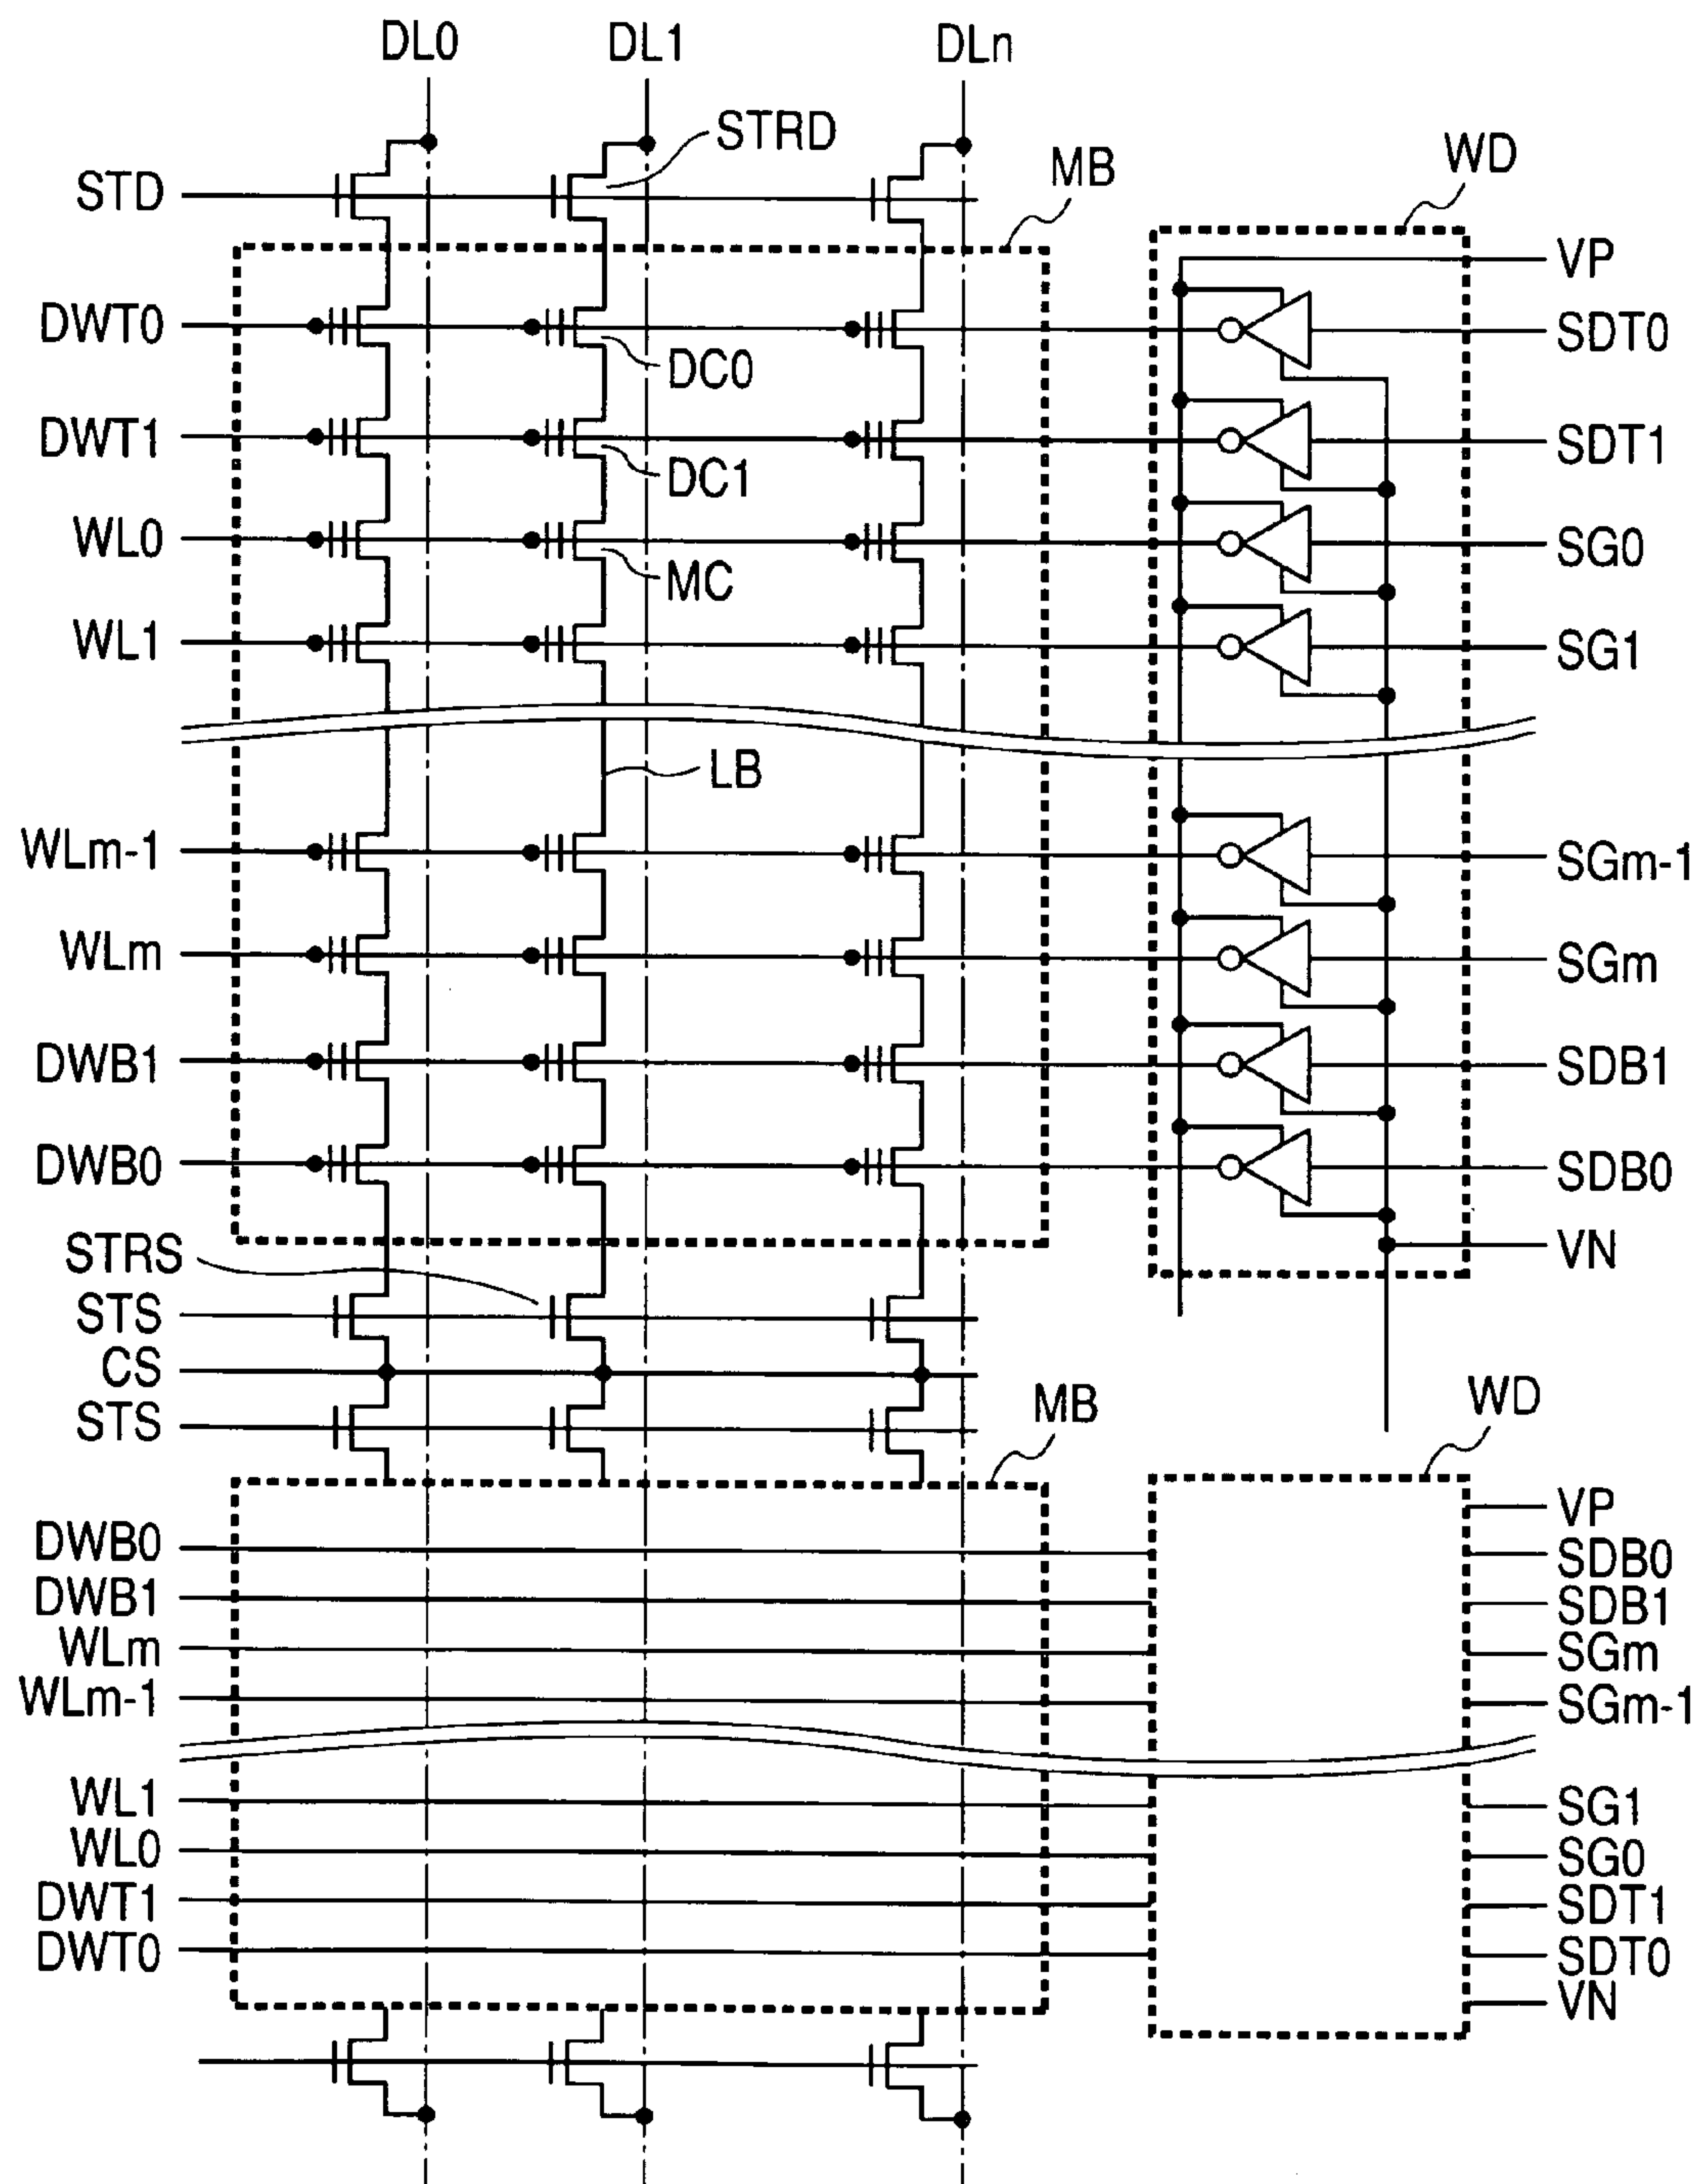 DL0 DL1 DLn
STRD
MB
WD
STD
VP
DWT0 SDT0
DC0
DWT1 SDT1
DC1
WL0 SG0
MC
WL1 SG1
LB
WLm-1 SGm-1
WLm SGm
DWB1 SDB1
DWB0 SDB0
STRS VN
STS
CS
STS MB WD
VP
DWB0 SDB0
DWB1 SDB1
WLm SGm
WLm-1 SGm-1
WL1 SG1
WL0 SG0
DWT1 SDT1
DWT0 SDT0
VN